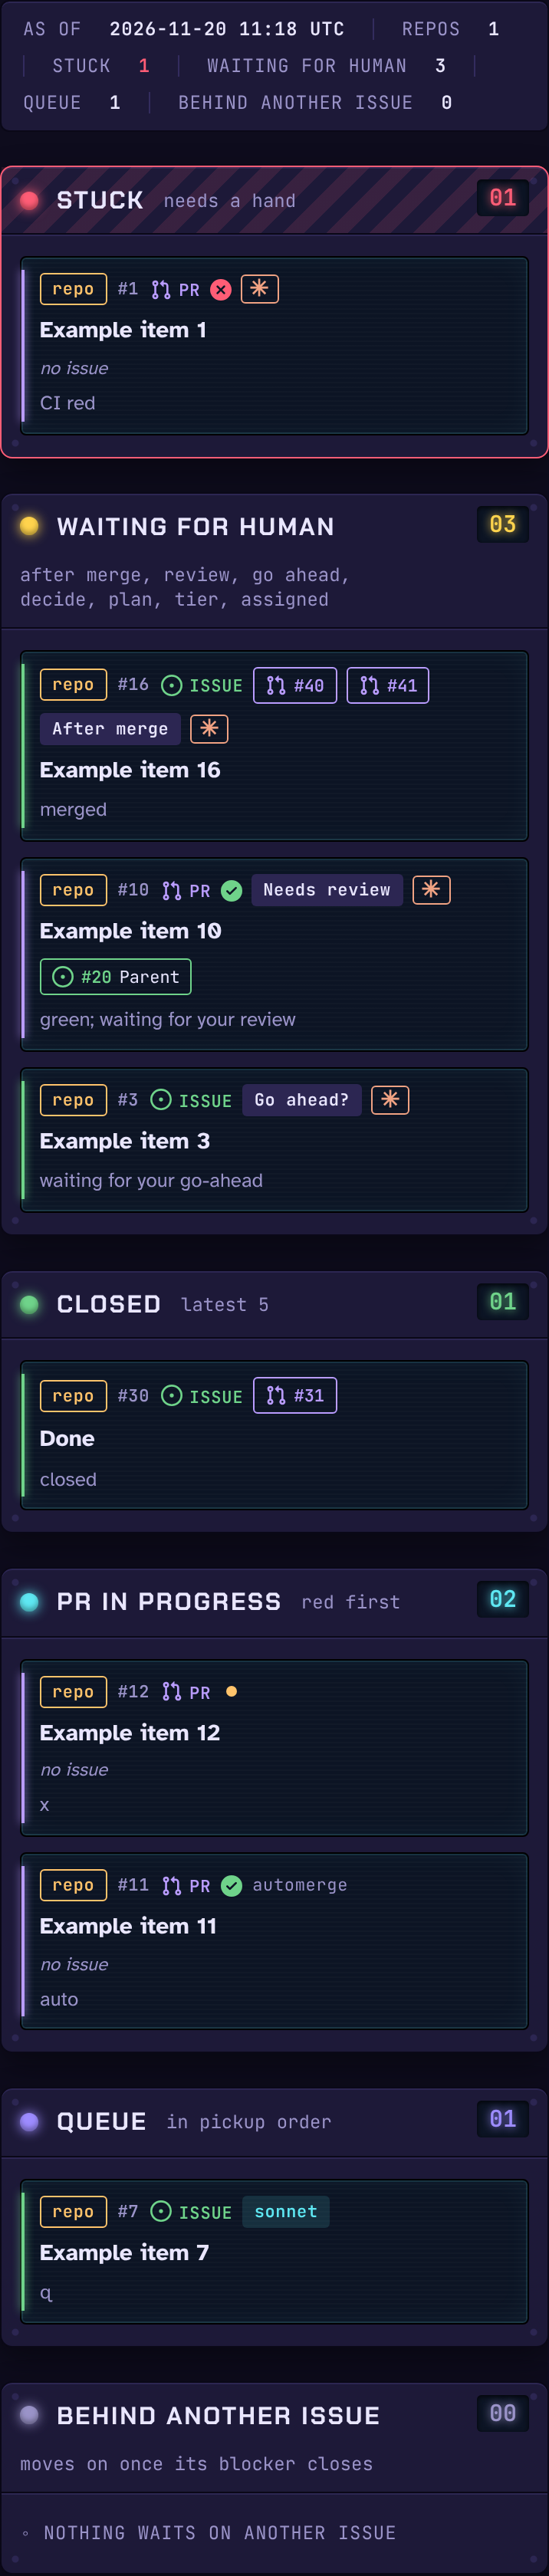 AS OF 2026-11-20 11:18 UTC REPOS 1
STUCK 1 WAITING FOR HUMAN 3
QUEUE 1 BEHIND ANOTHER ISSUE 0
STUCK needs a hand 01
repo #1 PR
Example item 1
no issue
CI red
WAITING FOR HUMAN 03
after merge, review, go ahead,
decide, plan, tier, assigned
repo #16 ISSUE #40 #41
After merge
Example item 16
merged
repo #10 PR Needs review
Example item 10
#20 Parent
green; waiting for your review
repo #3 ISSUE Go ahead?
Example item 3
waiting for your go-ahead
CLOSED latest 5 01
repo #30 ISSUE #31
Done
closed
PR IN PROGRESS red first 02
repo #12 PR
Example item 12
no issue
x
repo #11 PR automerge
Example item 11
no issue
auto
QUEUE in pickup order 01
repo #7 ISSUE sonnet
Example item 7
q
BEHIND ANOTHER ISSUE 00
moves on once its blocker closes
NOTHING WAITS ON ANOTHER ISSUE